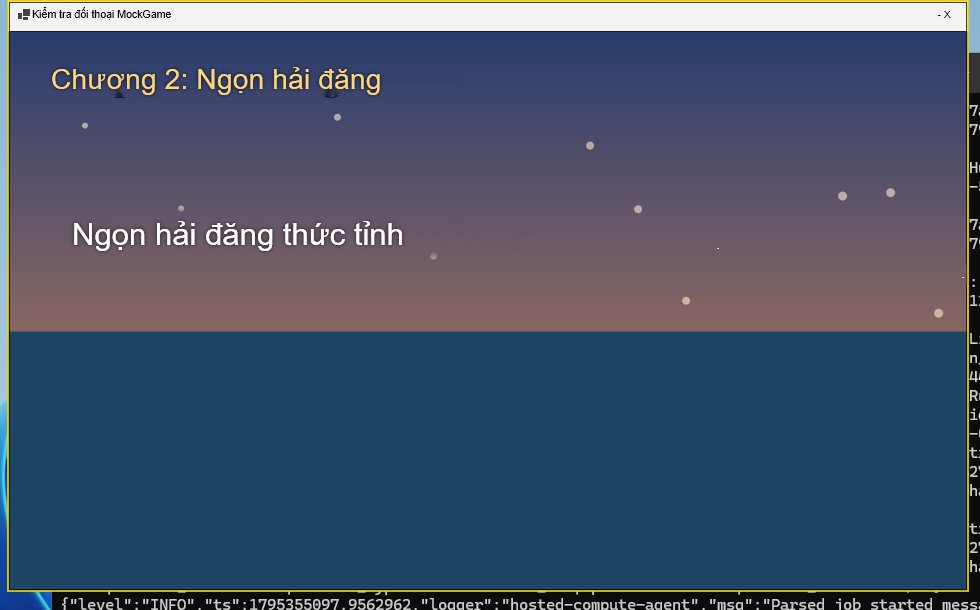 Kiểm tra đối thoại MockGame
- X
Chương 2: Ngọn hải đăng
Ngọn hải đăng thức tỉnh
{"level":"INFO","ts":1795355097.9562962,"logger":"hosted-compute-agent","msg":"Parsed job started